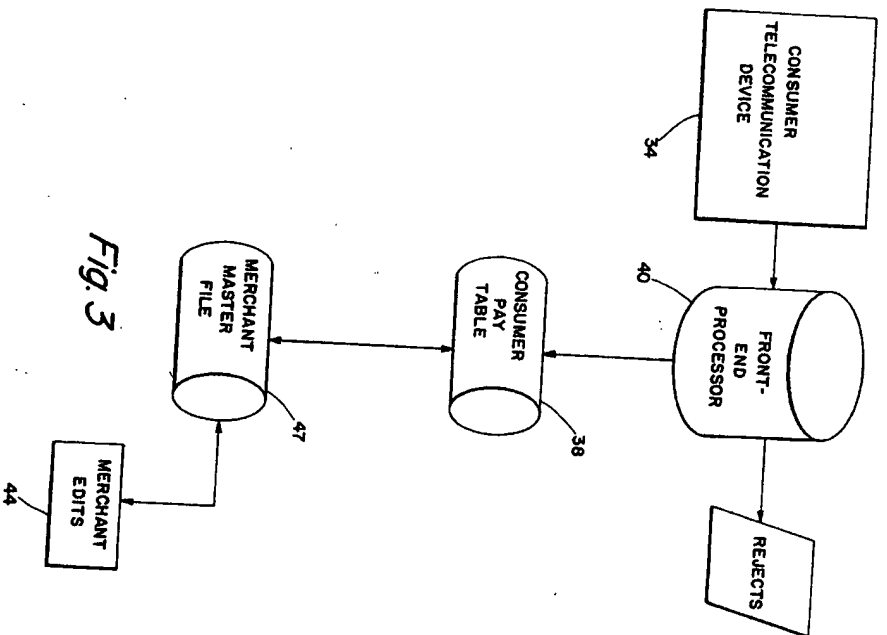 CONSUMER
TELECOMMUNICATION
DEVICE
34
40
FRONT-
END
PROCESSOR
REJECTS
CONSUMER
PAY
TABLE
38
MERCHANT
MASTER
FILE
47
MERCHANT
EDITS
44
Fig. 3